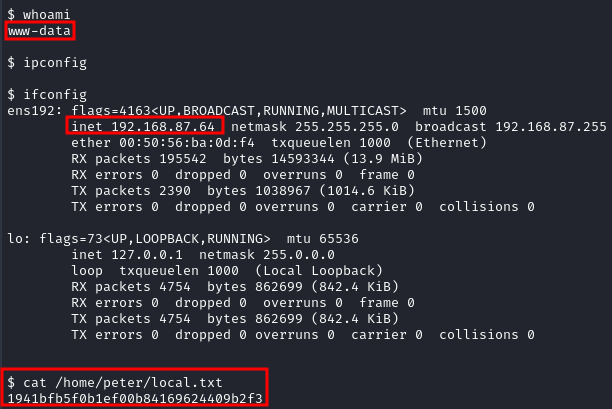 $ whoami
www-data
$ ipconfig
$ ifconfig
ens192: flags=4163<UP,BROADCAST,RUNNING,MULTICAST>  mtu 1500
inet 192.168.87.64  netmask 255.255.255.0  broadcast 192.168.87.255
ether 00:50:56:ba:0d:f4  txqueuelen 1000  (Ethernet)
RX packets 195542  bytes 14593344 (13.9 MiB)
RX errors 0  dropped 0  overruns 0  frame 0
TX packets 2390  bytes 1038967 (1014.6 KiB)
TX errors 0  dropped 0 overruns 0  carrier 0  collisions 0
lo: flags=73<UP,LOOPBACK,RUNNING>  mtu 65536
inet 127.0.0.1  netmask 255.0.0.0
loop  txqueuelen 1000  (Local Loopback)
RX packets 4754  bytes 862699 (842.4 KiB)
RX errors 0  dropped 0  overruns 0  frame 0
TX packets 4754  bytes 862699 (842.4 KiB)
TX errors 0  dropped 0 overruns 0  carrier 0  collisions 0
$ cat /home/peter/local.txt
1941bfb5f0b1ef00b84169624409b2f3